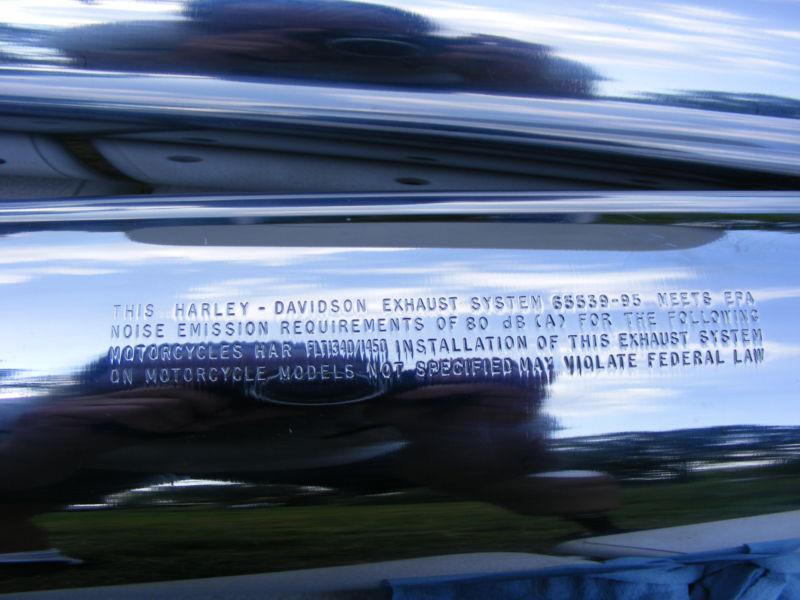 THIS HARLEY - DAVIDSON EXHAUST SYSTEM 65539-95 MEETS EPA
NOISE EMISSION REQUIREMENTS OF 80 dB (A) FOR THE FOLLOWING
MOTORCYCLES HAR FLT1340/1450 INSTALLATION OF THIS EXHAUST SYSTEM
ON MOTORCYCLE MODELS NOT SPECIFIED MAY VIOLATE FEDERAL LAW